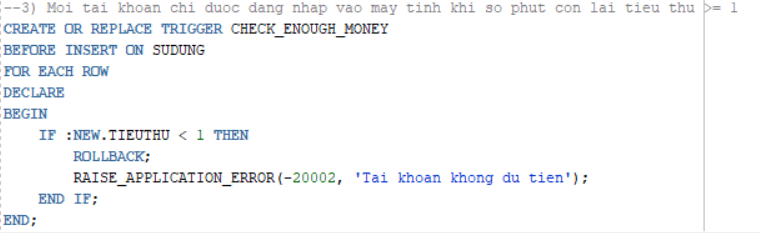 --3) Moi tai khoan chi duoc dang nhap vao may tinh khi so phut con lai tieu thu >= 1
CREATE OR REPLACE TRIGGER CHECK_ENOUGH_MONEY
BEFORE INSERT ON SUDUNG
FOR EACH ROW
DECLARE
BEGIN
    IF :NEW.TIEUTHU < 1 THEN
        ROLLBACK;
        RAISE_APPLICATION_ERROR(-20002, 'Tai khoan khong du tien');
    END IF;
END;